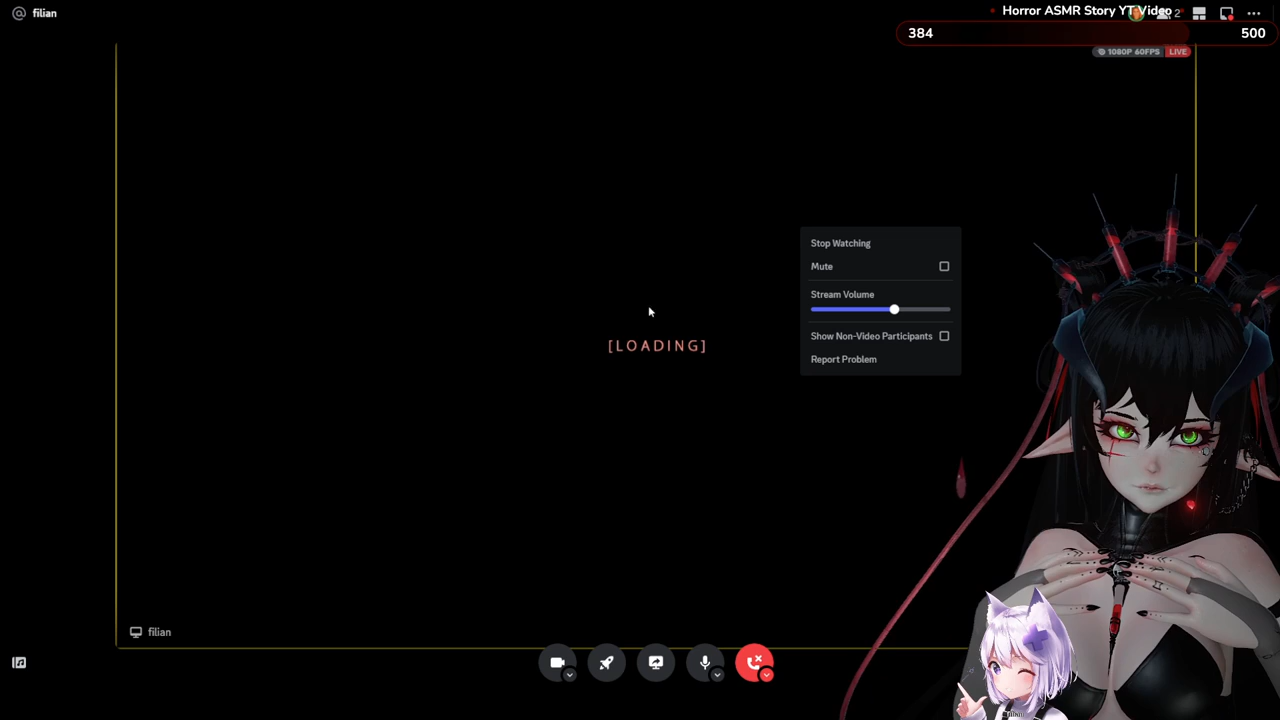 filian
Horror ASMR Story YT Video
2
384
500
1080P 60FPS
LIVE
Stop Watching
Mute
Stream Volume
Show Non-Video Participants
Report Problem
[LOADING]
filian